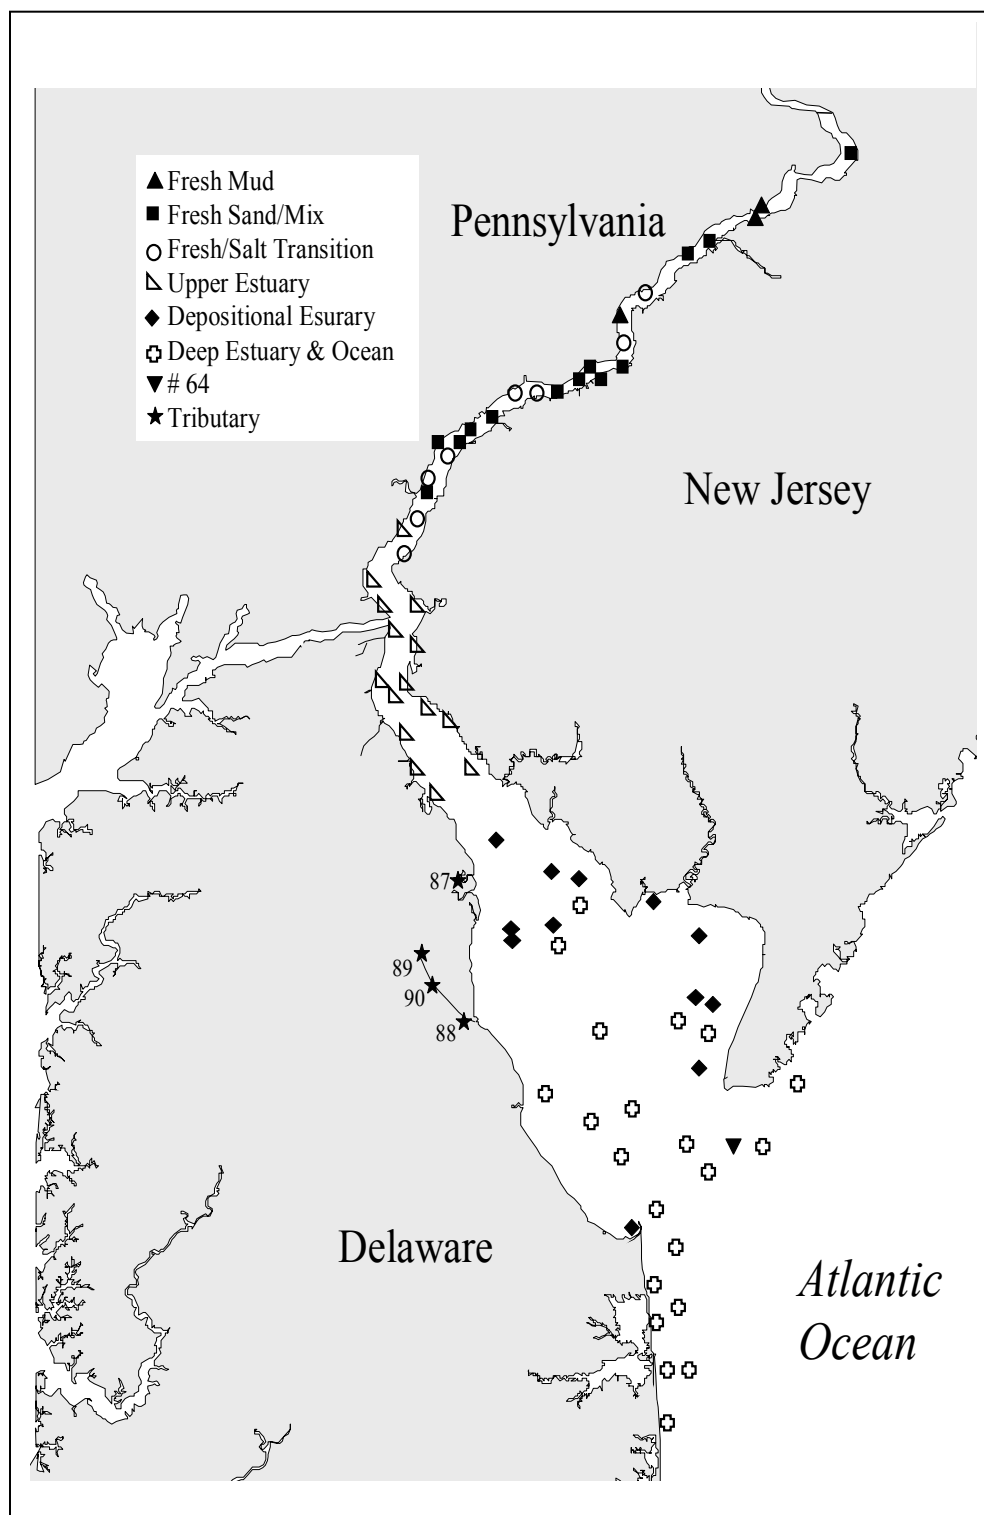 Pennsylvania
Fresh Mud
Fresh Sand/Mix
Fresh/Salt Transition
Upper Estuary
Depositional Esurary
Deep Estuary & Ocean
# 64
Tributary
New Jersey
87
89
90
88
Delaware
Atlantic
Ocean